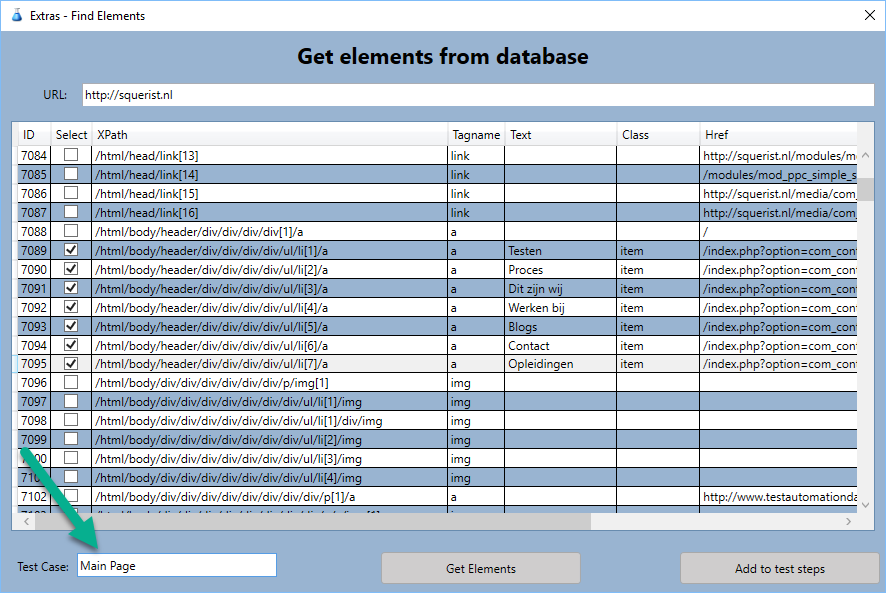 Extras - Find Elements
Get elements from database
URL: http://squerist.nl
ID Select XPath Tagname Text Class Href
7084 /html/head/link[13] link http://squerist.nl/modules/m
7085 /html/head/link[14] link /modules/mod_ppc_simple_s
7086 /html/head/link[15] link http://squerist.nl/media/com_
7087 /html/head/link[16] link http://squerist.nl/media/com_
7088 /html/body/header/div/div/div/div[1]/a a /
7089 /html/body/header/div/div/div/div/ul/li[1]/a a Testen item /index.php?option=com_con
7090 /html/body/header/div/div/div/div/ul/li[2]/a a Proces item /index.php?option=com_con
7091 /html/body/header/div/div/div/div/ul/li[3]/a a Dit zijn wij item /index.php?option=com_con
7092 /html/body/header/div/div/div/div/ul/li[4]/a a Werken bij item /index.php?option=com_con
7093 /html/body/header/div/div/div/div/ul/li[5]/a a Blogs item /index.php?option=com_con
7094 /html/body/header/div/div/div/div/ul/li[6]/a a Contact item /index.php?option=com_con
7095 /html/body/header/div/div/div/div/ul/li[7]/a a Opleidingen item /index.php?option=com_con
7096 /html/body/div/div/div/div/div/div/p/img[1] img
7097 /html/body/div/div/div/div/div/div/div/ul/li[1]/img img
7098 /html/body/div/div/div/div/div/div/div/ul/li[1]/div/img img
7099 /html/body/div/div/div/div/div/div/div/ul/li[2]/img img
/html/body/div/div/div/div/div/div/div/ul/li[3]/img img
/html/body/div/div/div/div/div/div/div/ul/li[4]/img img
7102 /html/body/div/div/div/div/div/div/div/div/p[1]/a a http://www.testautomationda
Test Case: Main Page Get Elements Add to test steps